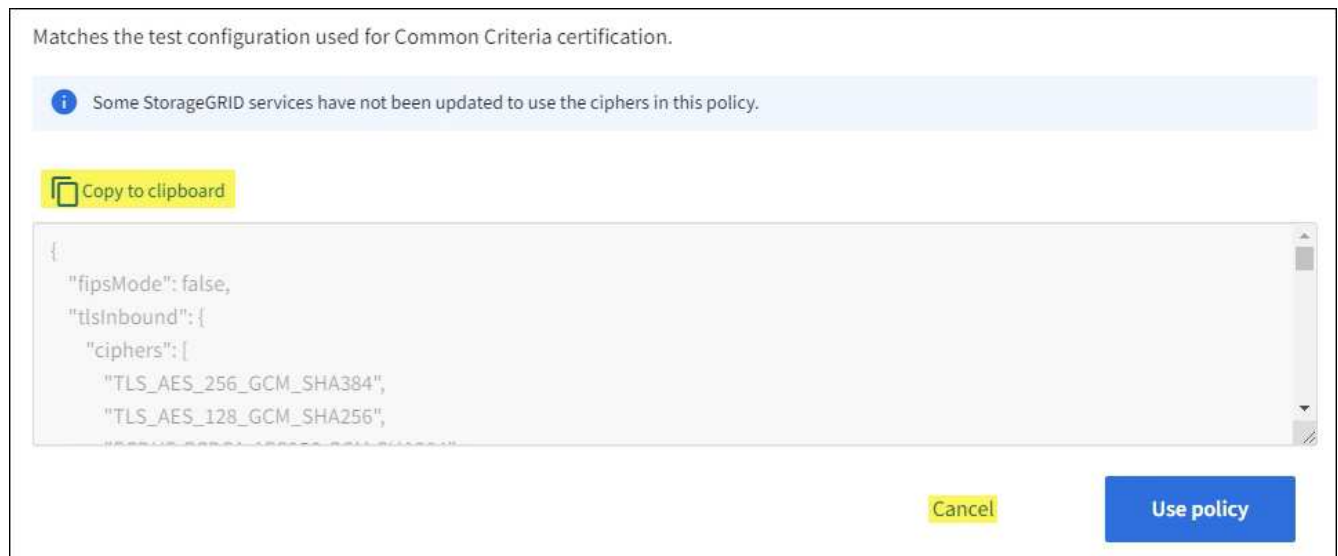 Matches the test configuration used for Common Criteria certification.
Some StorageGRID services have not been updated to use the ciphers in this policy.
Copy to clipboard
{
"fipsMode": false,
"tlsInbound": {
"ciphers": [
"TLS_AES_256_GCM_SHA384",
"TLS_AES_128_GCM_SHA256",
Cancel
Use policy